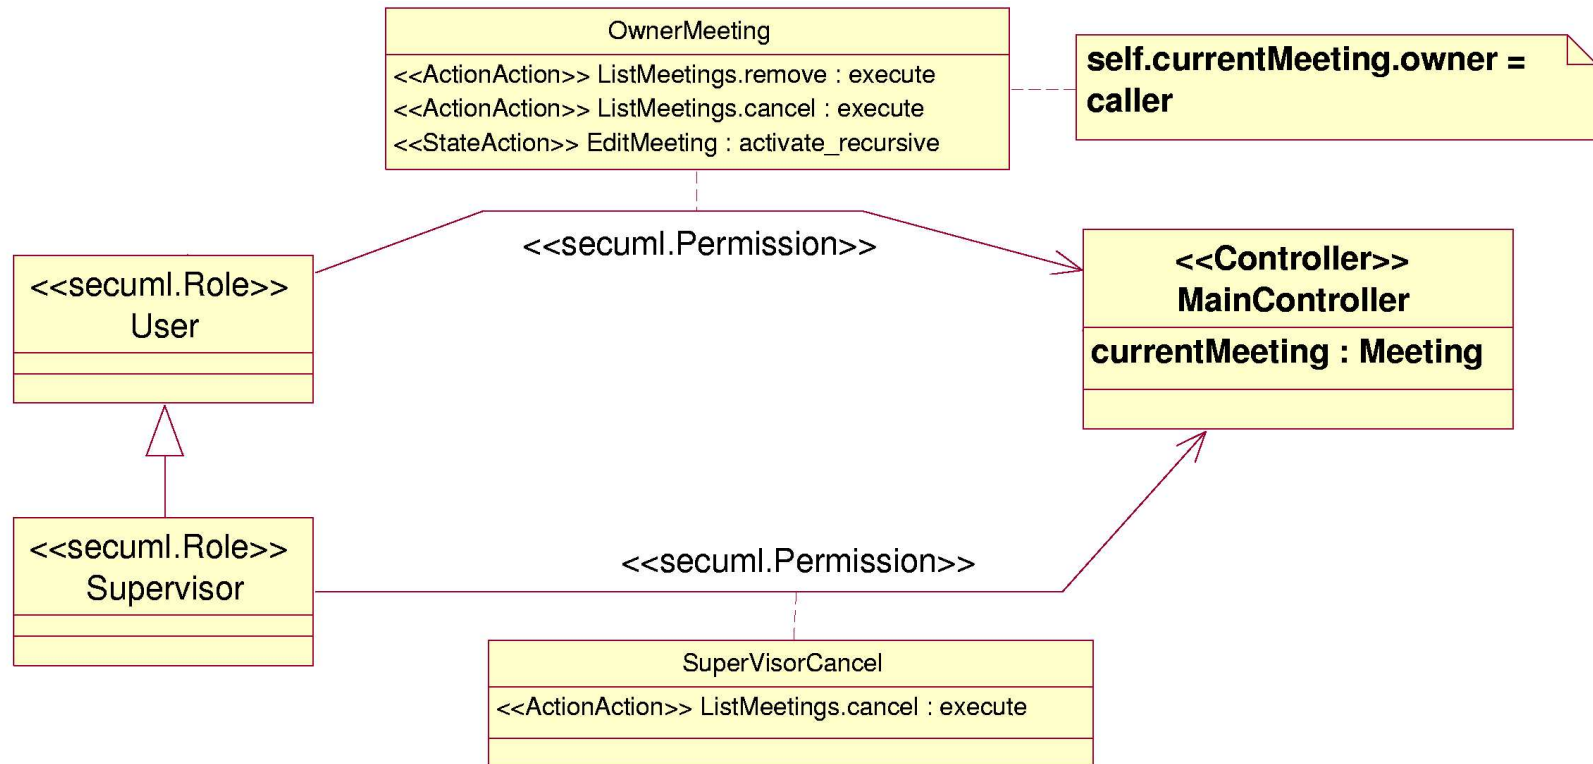 OwnerMeeting
<<ActionAction>> ListMeetings.remove : execute
<<ActionAction>> ListMeetings.cancel : execute
<<StateAction>> EditMeeting : activate_recursive
self.currentMeeting.owner =
caller
<<secuml.Permission>>
<<secuml.Role>>
User
<<Controller>>
MainController
currentMeeting : Meeting
<<secuml.Role>>
Supervisor
<<secuml.Permission>>
SuperVisorCancel
<<ActionAction>> ListMeetings.cancel : execute